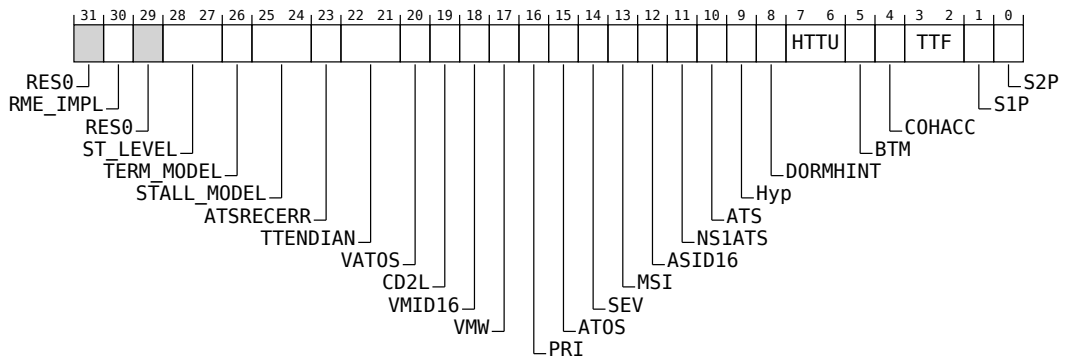 31 30 29 28 27 26 25 24 23 22 21 20 19 18 17 16 15 14 13 12 11 10 9 8 7 6 5 4 3 2 1 0
HTTU TTF
RES0 S2P
RME_IMPL S1P
RES0 COHACC
ST_LEVEL BTM
TERM_MODEL DORMHINT
STALL_MODEL Hyp
ATSRECERR ATS
TTENDIAN NS1ATS
VATOS ASID16
CD2L MSI
VMID16 SEV
VMW ATOS
PRI